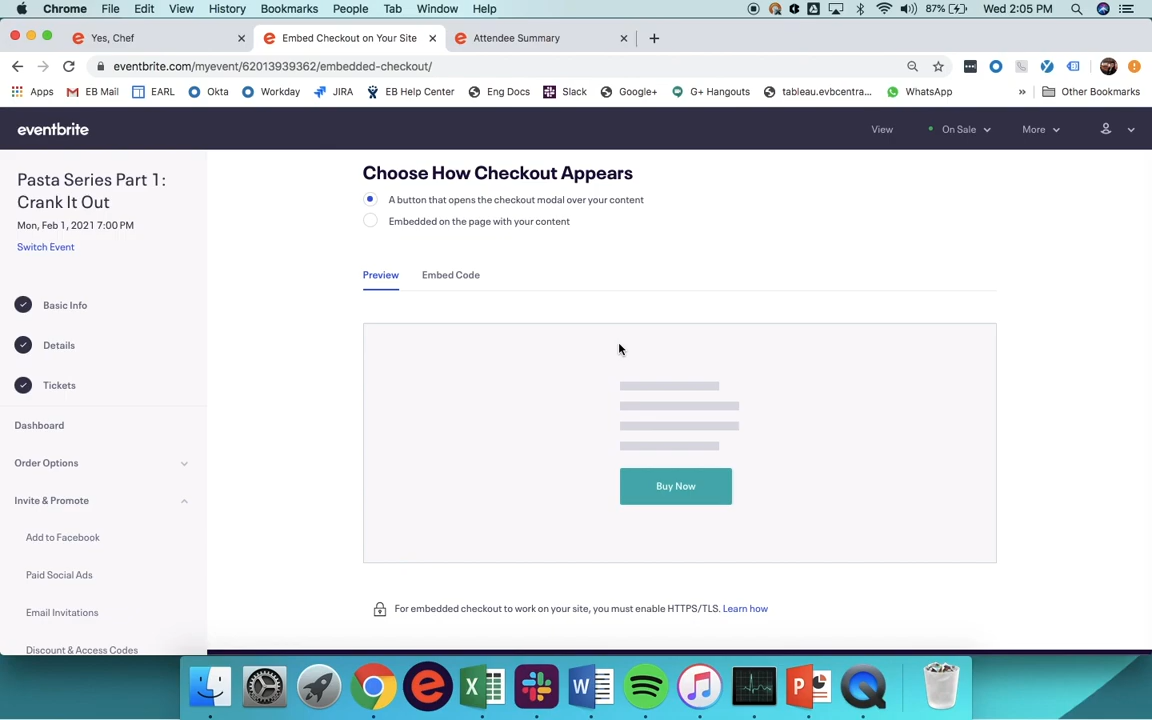 Chrome File Edit View History Bookmarks People Tab Window Help 87% Wed 2:05 PM
Yes, Chef Embed Checkout on Your Site Attendee Summary
eventbrite.com/myevent/62013939362/embedded-checkout/
Apps EB Mail EARL Okta Workday JIRA EB Help Center Eng Docs Slack Google+ G+ Hangouts tableau.evbcentra... WhatsApp » Other Bookmarks
eventbrite View On Sale More
Pasta Series Part 1:
Crank It Out
Mon, Feb 1, 2021 7:00 PM
Switch Event
Basic Info
Details
Tickets
Dashboard
Order Options
Invite & Promote
Add to Facebook
Paid Social Ads
Email Invitations
Discount & Access Codes
Choose How Checkout Appears
A button that opens the checkout modal over your content
Embedded on the page with your content
Preview Embed Code
Buy Now
For embedded checkout to work on your site, you must enable HTTPS/TLS. Learn how